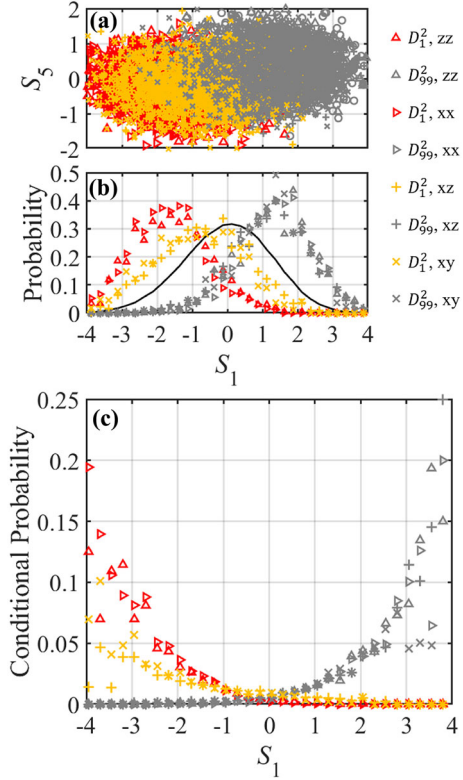 (a)
2
1
0
-1
-2
S5
D₁², zz
D₉₉², zz
D₁², xx
D₉₉², xx
D₁², xz
D₉₉², xz
D₁², xy
D₉₉², xy
(b)
0.5
0.4
0.3
0.2
0.1
0
Probability
-4 -3 -2 -1 0 1 2 3 4
S1
(c)
0.25
0.2
0.15
0.1
0.05
0
Conditional Probability
-4 -3 -2 -1 0 1 2 3 4
S1